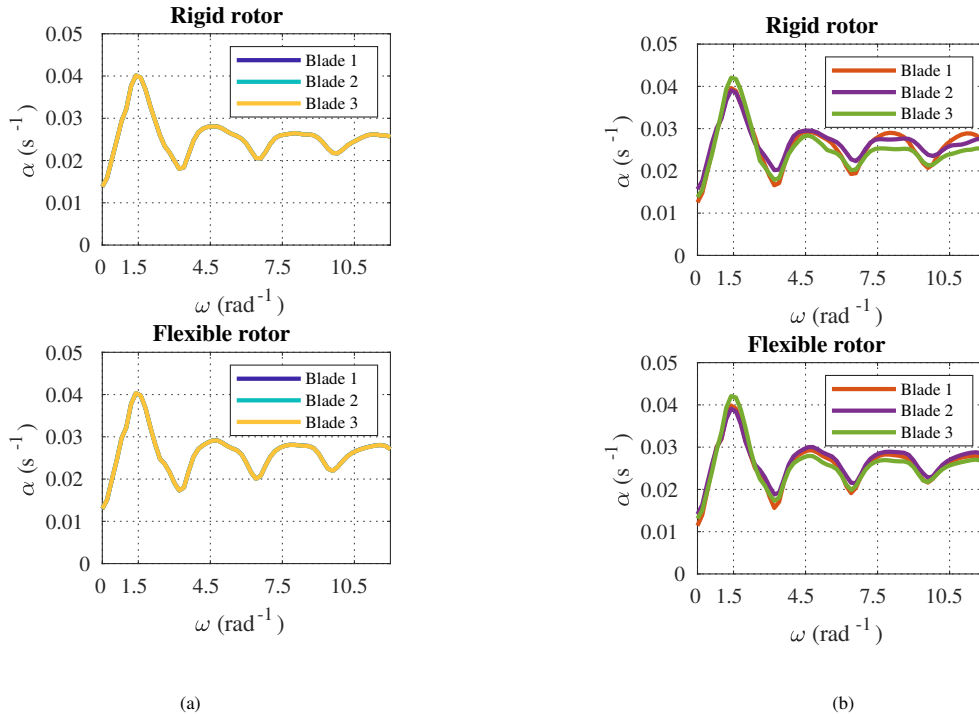 Rigid rotor
0.05
0.04
0.03
0.02
0.01
0
α (s -1)
Blade 1
Blade 2
Blade 3
0 1.5 4.5 7.5 10.5
ω (rad -1)
Flexible rotor
0.05
0.04
0.03
0.02
0.01
0
α (s -1)
Blade 1
Blade 2
Blade 3
0 1.5 4.5 7.5 10.5
ω (rad -1)
(a)
Rigid rotor
0.05
0.04
0.03
0.02
0.01
0
α (s -1)
Blade 1
Blade 2
Blade 3
0 1.5 4.5 7.5 10.5
ω (rad -1)
Flexible rotor
0.05
0.04
0.03
0.02
0.01
0
α (s -1)
Blade 1
Blade 2
Blade 3
0 1.5 4.5 7.5 10.5
ω (rad -1)
(b)